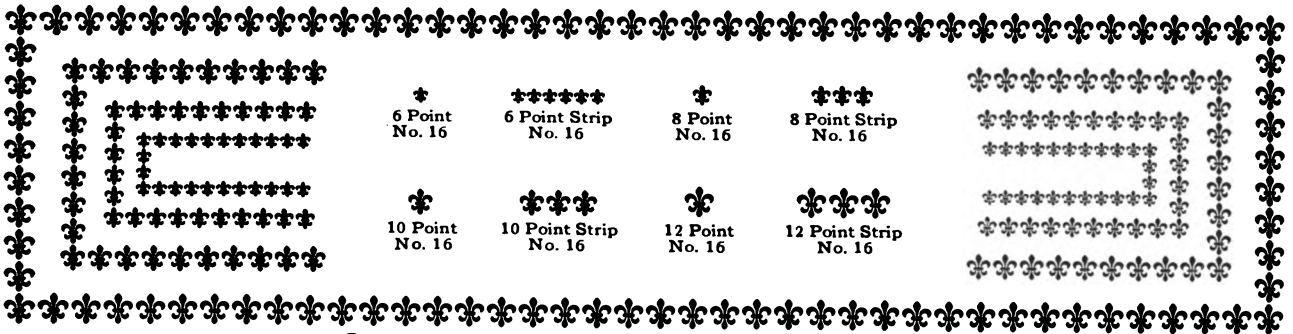 6 Point
No. 16
6 Point Strip
No. 16
8 Point
No. 16
8 Point Strip
No. 16
10 Point
No. 16
10 Point Strip
No. 16
12 Point
No. 16
12 Point Strip
No. 16